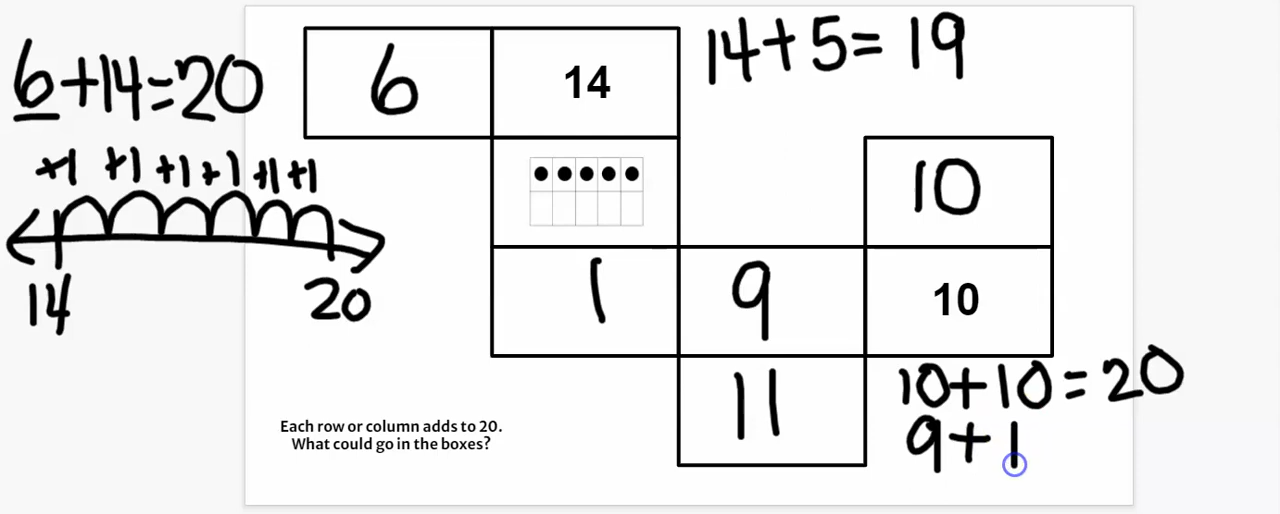 6+14=20
6 14
14+5=19
+1 +1 +1 +1 +1 +1
14 20
10
1 9 10
11
10+10=20
9+1
Each row or column adds to 20.
What could go in the boxes?